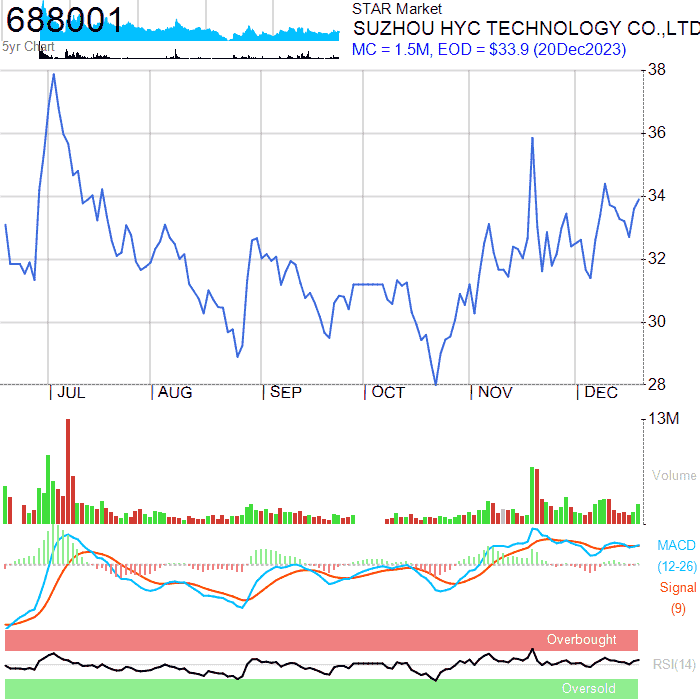 688001
5yr Chart
STAR Market
SUZHOU HYC TECHNOLOGY CO.,LTD
MC = 1.5M, EOD = $33.9 (20Dec2023)
38
36
34
32
30
28
JUL AUG SEP OCT NOV DEC
13M
Volume
MACD
(12-26)
Signal
(9)
Overbought
RSI(14)
Oversold